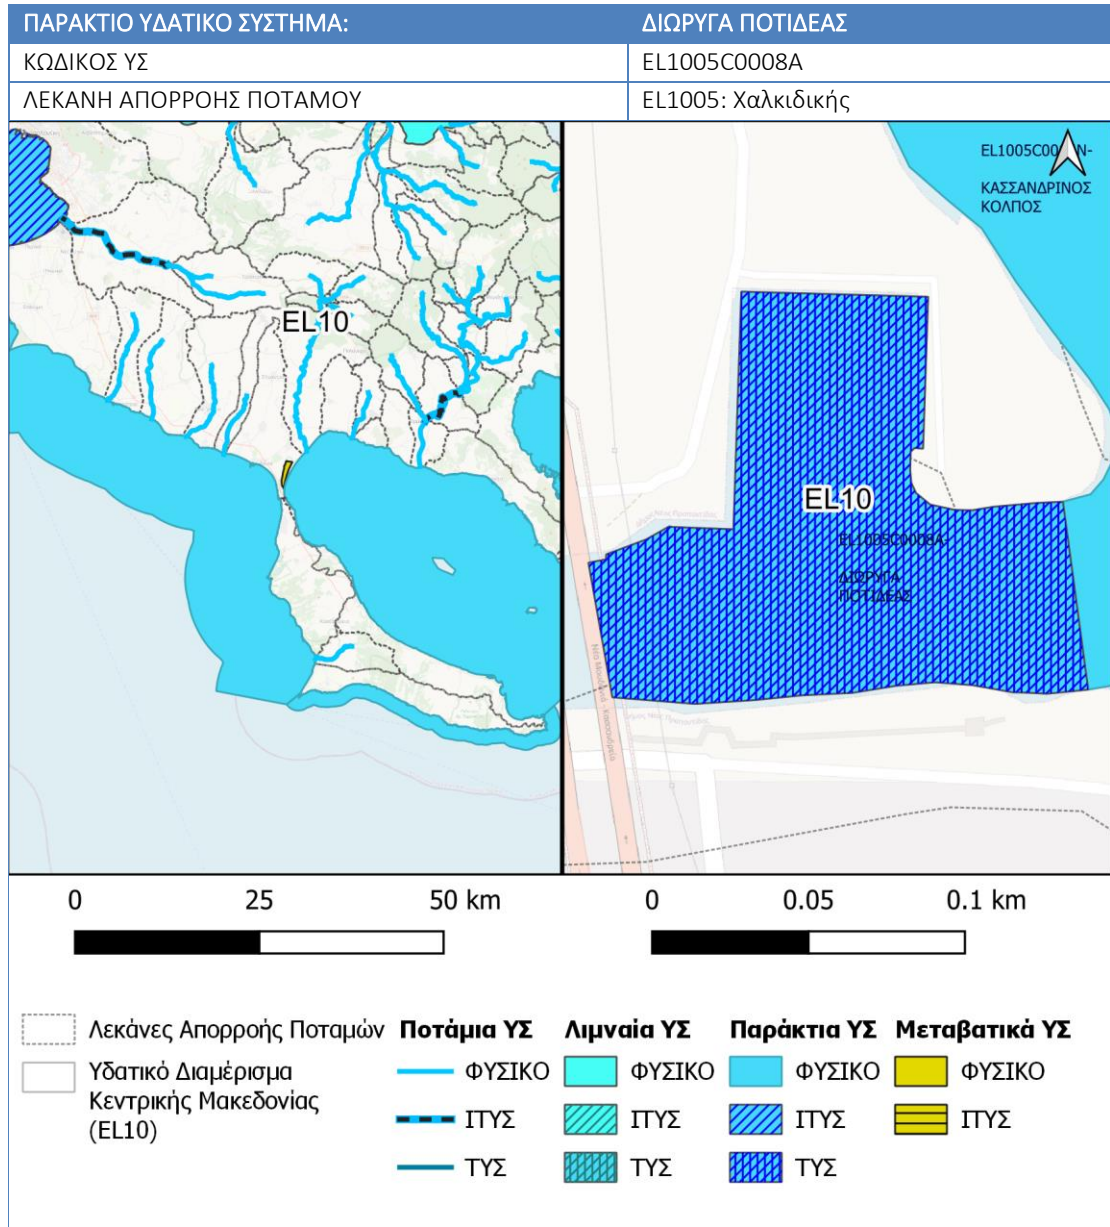 ΠΑΡΑΚΤΙΟ ΥΔΑΤΙΚΟ ΣΥΣΤΗΜΑ: ΔΙΩΡΥΓΑ ΠΟΤΙΔΕΑΣ
ΚΩΔΙΚΟΣ ΥΣ EL1005C0008A
ΛΕΚΑΝΗ ΑΠΟΡΡΟΗΣ ΠΟΤΑΜΟΥ EL1005: Χαλκιδικής
EL10
ΚΑΣΣΑΝΔΡΙΝΟΣ
ΚΟΛΠΟΣ
EL10
EL1005C0008A-
ΔΙΩΡΥΓΑ
ΠΟΤΙΔΕΑΣ
0 25 50 km
0 0.05 0.1 km
Λεκάνες Απορροής Ποταμών
Υδατικό Διαμέρισμα
Κεντρικής Μακεδονίας
(EL10)
Ποτάμια ΥΣ
ΦΥΣΙΚΟ
ΙΤΥΣ
ΤΥΣ
Λιμναία ΥΣ
ΦΥΣΙΚΟ
ΙΤΥΣ
ΤΥΣ
Παράκτια ΥΣ
ΦΥΣΙΚΟ
ΙΤΥΣ
ΤΥΣ
Μεταβατικά ΥΣ
ΦΥΣΙΚΟ
ΙΤΥΣ